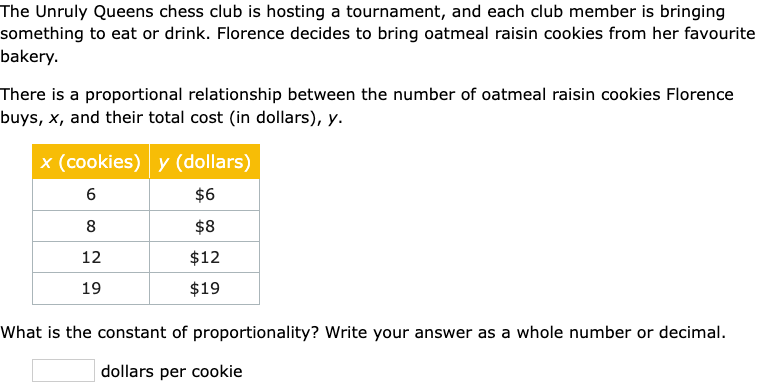 The Unruly Queens chess club is hosting a tournament, and each club member is bringing
something to eat or drink. Florence decides to bring oatmeal raisin cookies from her favourite
bakery.
There is a proportional relationship between the number of oatmeal raisin cookies Florence
buys, x, and their total cost (in dollars), y.
x (cookies) y (dollars)
6 $6
8 $8
12 $12
19 $19
What is the constant of proportionality? Write your answer as a whole number or decimal.
dollars per cookie